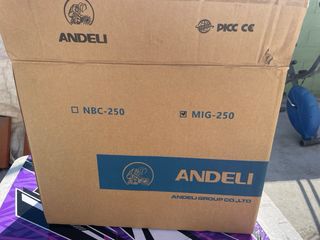 ANDELI
PICC CE
NBC-250
MIG-250
ANDELI
ANDELI GROUP CO.,LTD